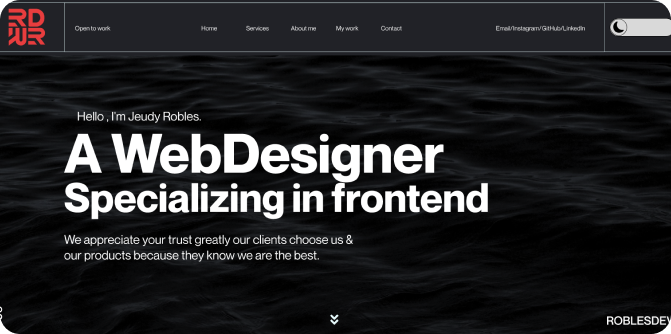 RD
WR
Open to work
Home
Services
About me
My work
Contact
Email/Instagram/GitHub/LinkedIn
Hello , I'm Jeudy Robles.
A WebDesigner
Specializing in frontend
We appreciate your trust greatly our clients choose us &
our products because they know we are the best.
ROBLESDEV